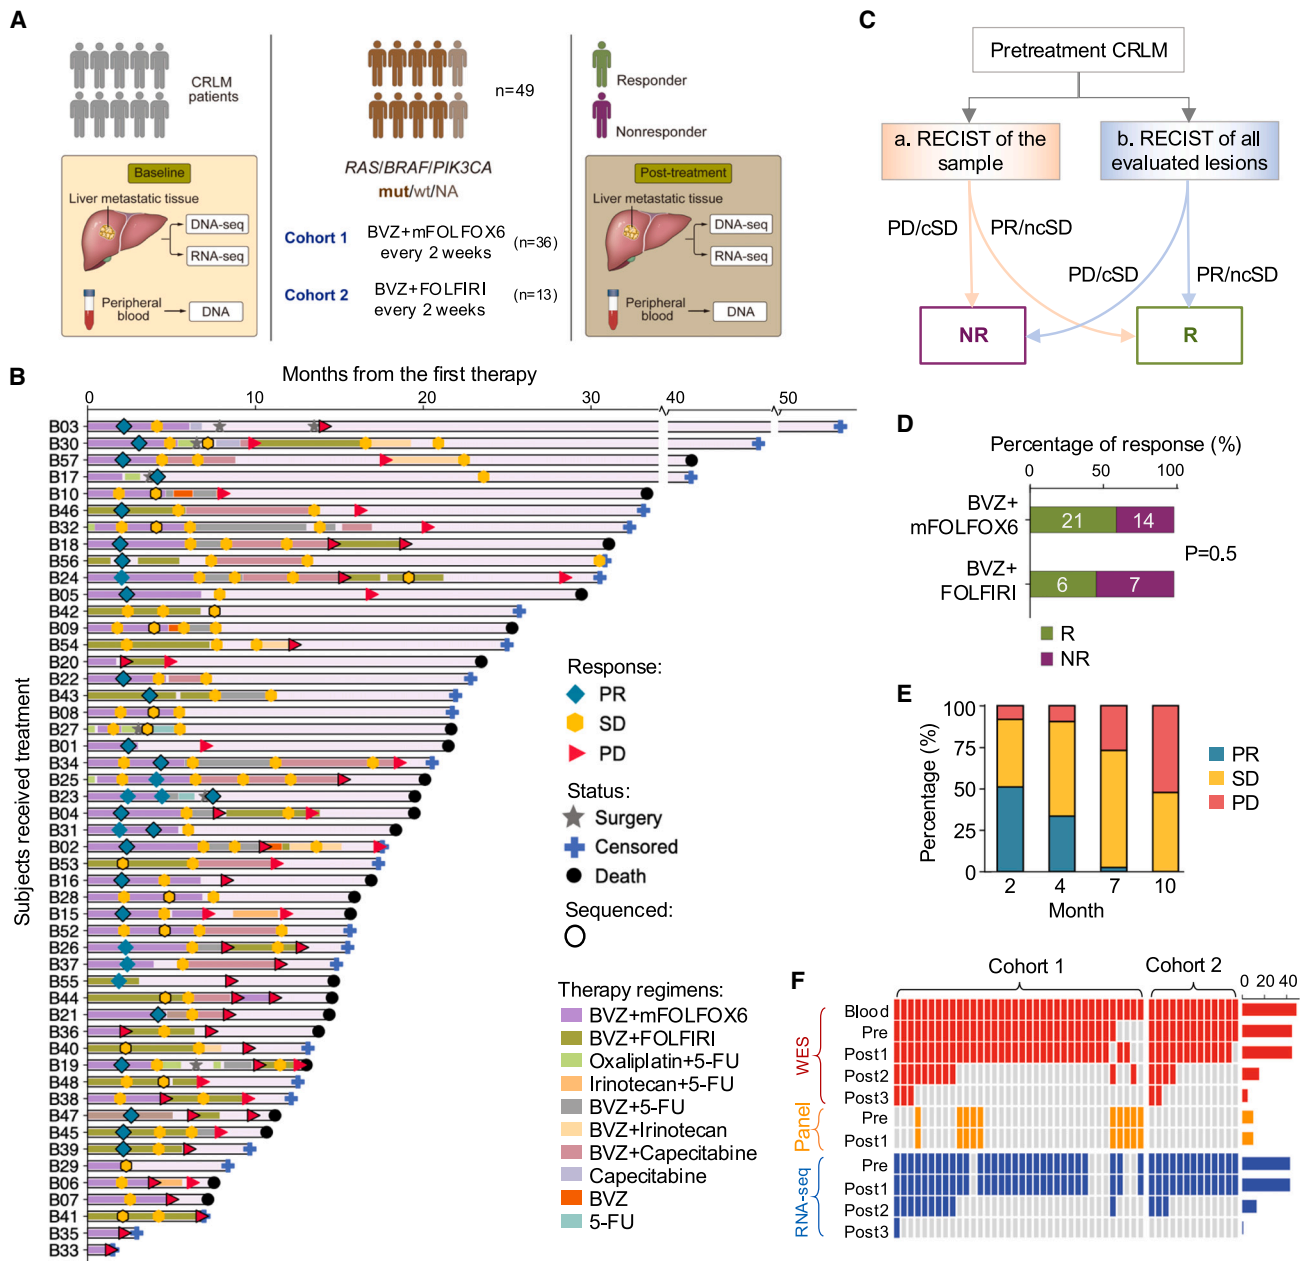 A
CRLM
patients
n=49
Responder
Nonresponder
Baseline
Liver metastatic tissue
DNA-seq
RNA-seq
Peripheral
blood
DNA
RAS/BRAF/PIK3CA
mut/wt/NA
Cohort 1
BVZ+mFOLFOX6
every 2 weeks
(n=36)
Cohort 2
BVZ+FOLFIRI
every 2 weeks
(n=13)
Post-treatment
Liver metastatic tissue
DNA-seq
RNA-seq
Peripheral
blood
DNA
C
Pretreatment CRLM
a. RECIST of the
sample
b. RECIST of all
evaluated lesions
PD/cSD
PR/ncSD
PD/cSD
PR/ncSD
NR
R
B
Months from the first therapy
0 10 20 30 40 50
Subjects received treatment
B03
B30
B57
B17
B10
B46
B32
B18
B56
B24
B05
B42
B09
B54
B20
B22
B43
B08
B27
B01
B34
B25
B23
B04
B31
B02
B53
B16
B28
B15
B52
B26
B37
B55
B44
B21
B36
B40
B19
B48
B38
B47
B45
B39
B29
B06
B07
B41
B35
B33
Response:
PR
SD
PD
Status:
Surgery
Censored
Death
Sequenced:
Therapy regimens:
BVZ+mFOLFOX6
BVZ+FOLFIRI
Oxaliplatin+5-FU
Irinotecan+5-FU
BVZ+5-FU
BVZ+Irinotecan
BVZ+Capecitabine
Capecitabine
BVZ
5-FU
D
Percentage of response (%)
0 50 100
BVZ+
mFOLFOX6
21 14
P=0.5
BVZ+
FOLFIRI
6 7
R
NR
E
Percentage (%)
100
75
50
25
0
2 4 7 10
Month
PR
SD
PD
F
Cohort 1
Cohort 2
0 20 40
WES
Blood
Pre
Post1
Post2
Post3
Panel
Pre
Post1
RNA-seq
Pre
Post1
Post2
Post3